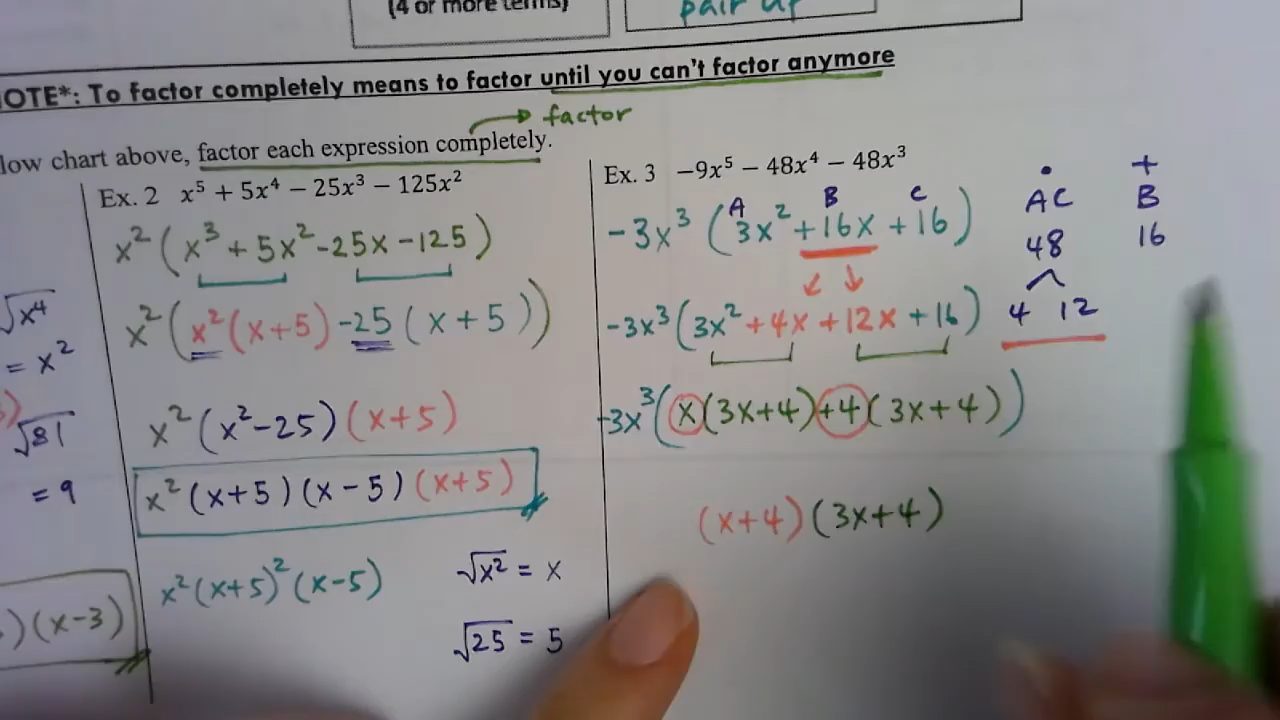 (4 or more terms)
pair up
NOTE*: To factor completely means to factor until you can't factor anymore
→ factor
low chart above, factor each expression completely.
√x⁴
= x²
√81
= 9
)(x-3)
Ex. 2 x⁵ + 5x⁴ − 25x³ − 125x²
x²(x³ + 5x² -25x -125)
x²(x²(x+5) -25(x+5))
x²(x²-25)(x+5)
x²(x+5)(x-5)(x+5)
x²(x+5)²(x-5)
√x² = x
√25 = 5
Ex. 3 −9x⁵ − 48x⁴ − 48x³
A B C
-3x³(3x² +16x +16)
-3x³(3x² +4x +12x +16)
-3x³(x(3x+4)+4(3x+4))
(x+4)(3x+4)
• +
AC B
48 16
4 12